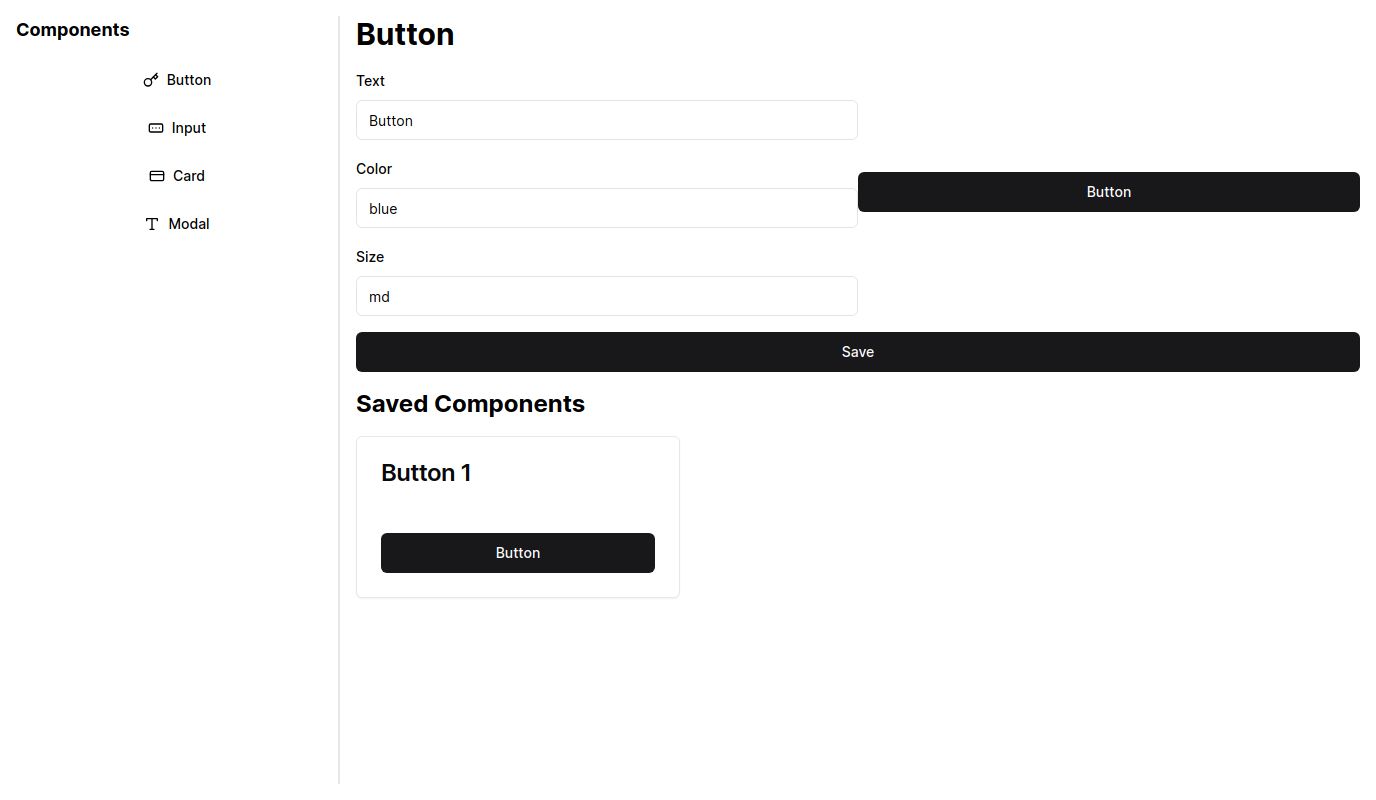 Components
Button
Input
Card
Modal
Button
Text
Button
Color
blue
Button
Size
md
Save
Saved Components
Button 1
Button